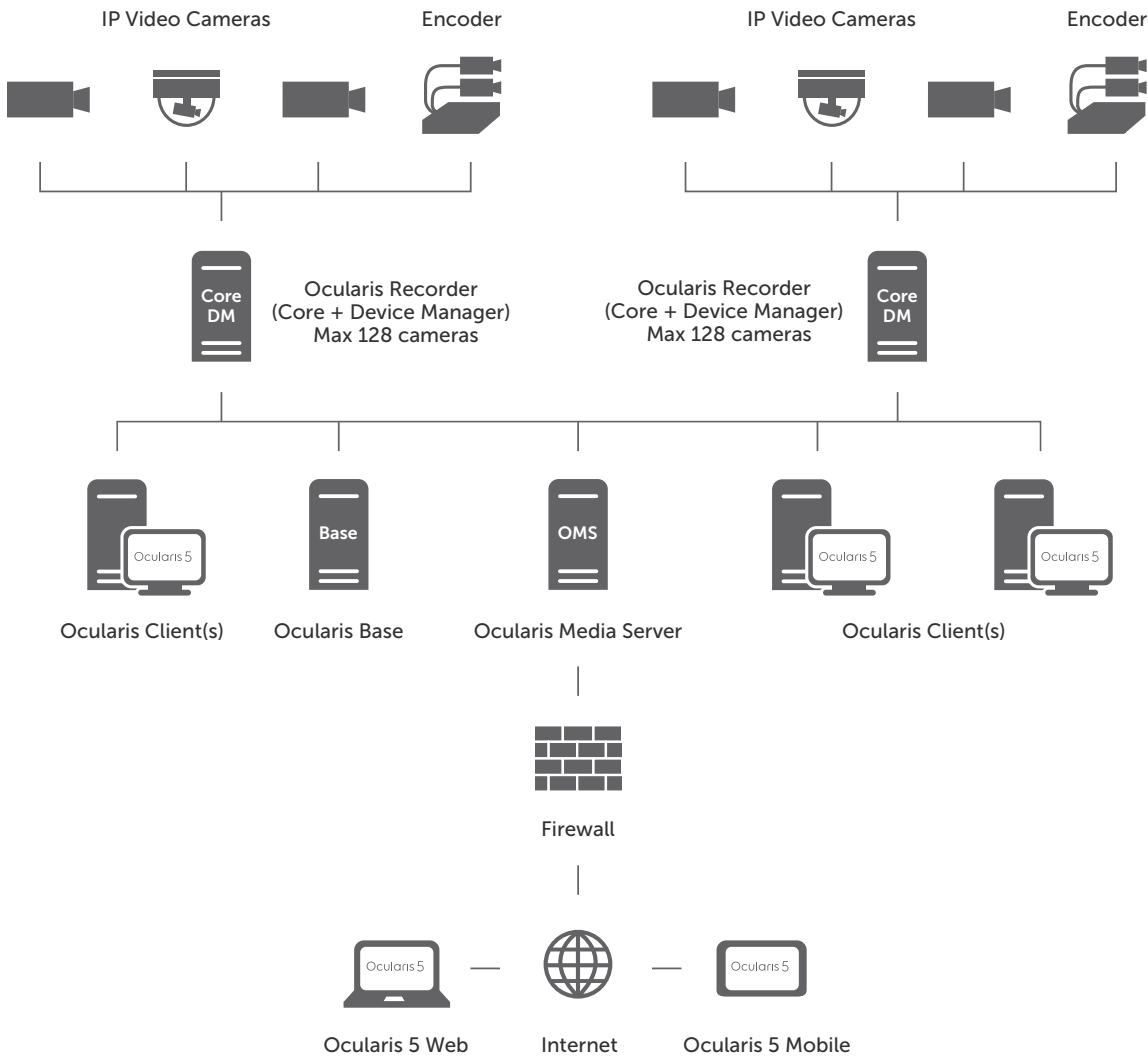 IP Video Cameras
Encoder
IP Video Cameras
Encoder
Core
DM
Ocularis Recorder
(Core + Device Manager)
Max 128 cameras
Ocularis Recorder
(Core + Device Manager)
Max 128 cameras
Core
DM
Ocularis 5
Base
OMS
Ocularis 5
Ocularis 5
Ocularis Client(s)
Ocularis Base
Ocularis Media Server
Ocularis Client(s)
Firewall
Ocularis 5
Ocularis 5
Ocularis 5 Web
Internet
Ocularis 5 Mobile